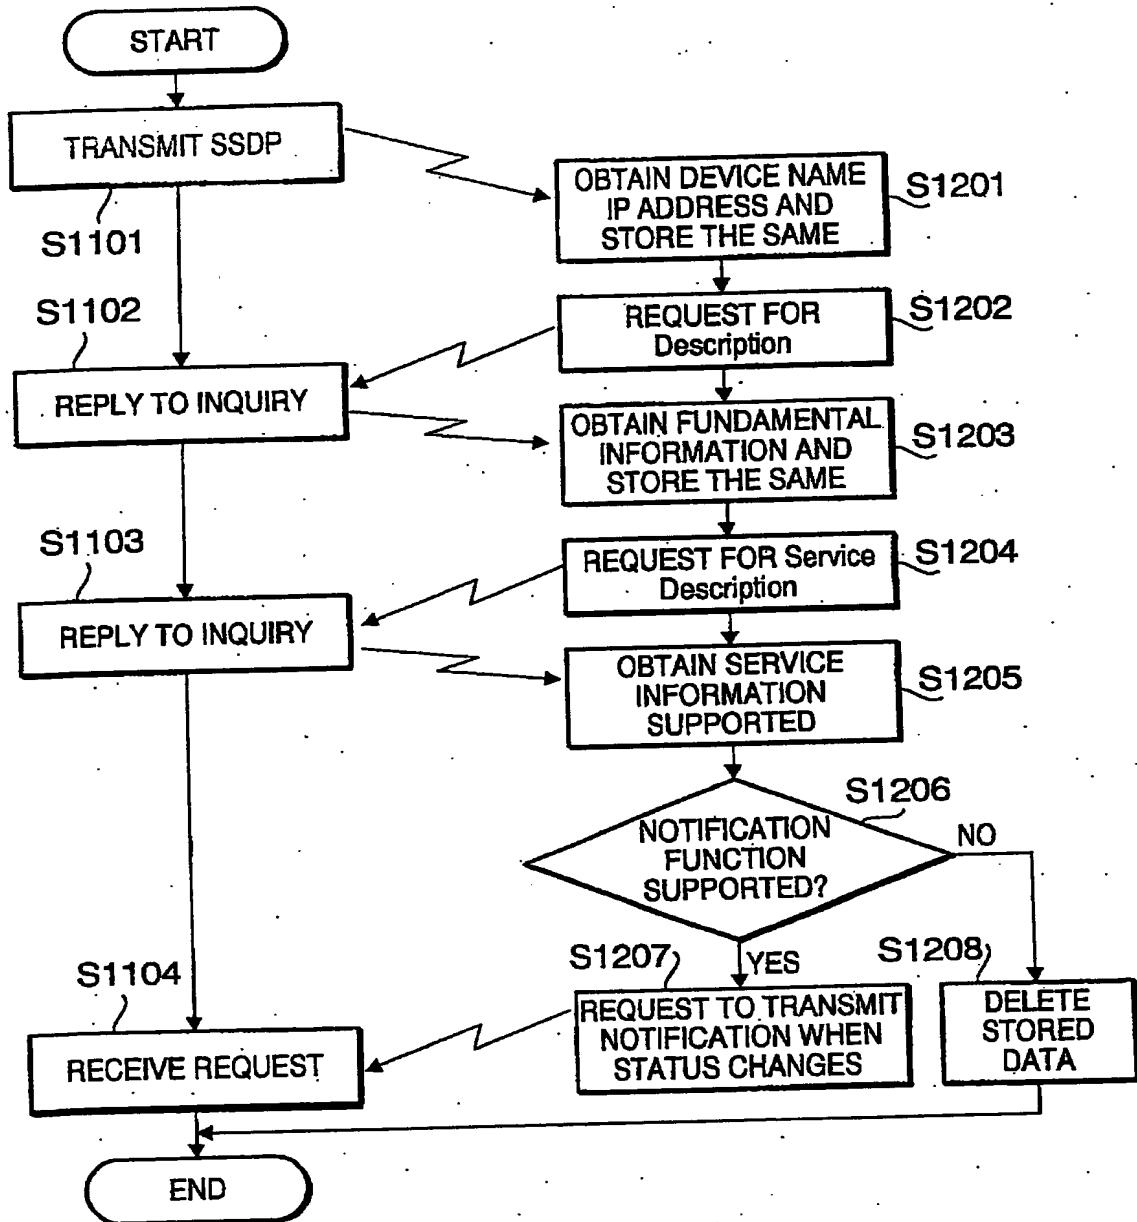 START
TRANSMIT SSDP
S1101
OBTAIN DEVICE NAME
IP ADDRESS AND
STORE THE SAME
S1201
S1102
REQUEST FOR
Description
S1202
REPLY TO INQUIRY
OBTAIN FUNDAMENTAL
INFORMATION AND
STORE THE SAME
S1203
S1103
REQUEST FOR Service
Description
S1204
REPLY TO INQUIRY
OBTAIN SERVICE
INFORMATION
SUPPORTED
S1205
S1206
NOTIFICATION
FUNCTION
SUPPORTED?
NO
YES
S1207
S1208
S1104
REQUEST TO TRANSMIT
NOTIFICATION WHEN
STATUS CHANGES
DELETE
STORED
DATA
RECEIVE REQUEST
END